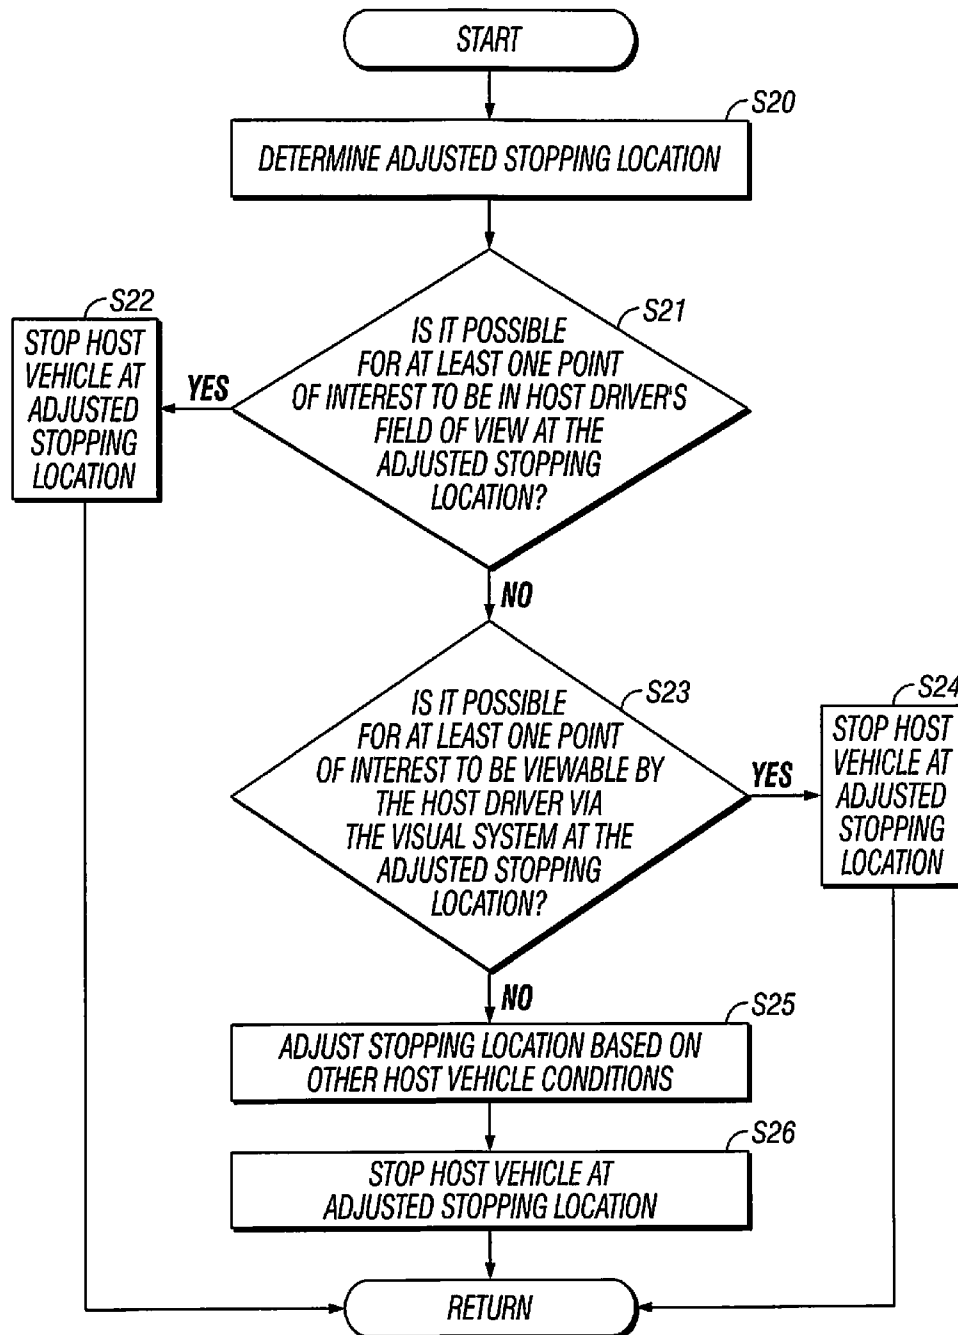 START
S20
DETERMINE ADJUSTED STOPPING LOCATION
S21
IS IT POSSIBLE
FOR AT LEAST ONE POINT
OF INTEREST TO BE IN HOST DRIVER'S
FIELD OF VIEW AT THE
ADJUSTED STOPPING
LOCATION?
YES
S22
STOP HOST
VEHICLE AT
ADJUSTED
STOPPING
LOCATION
NO
S23
IS IT POSSIBLE
FOR AT LEAST ONE POINT
OF INTEREST TO BE VIEWABLE BY
THE HOST DRIVER VIA
THE VISUAL SYSTEM AT THE
ADJUSTED STOPPING
LOCATION?
YES
S24
STOP HOST
VEHICLE AT
ADJUSTED
STOPPING
LOCATION
NO
S25
ADJUST STOPPING LOCATION BASED ON
OTHER HOST VEHICLE CONDITIONS
S26
STOP HOST VEHICLE AT
ADJUSTED STOPPING LOCATION
RETURN